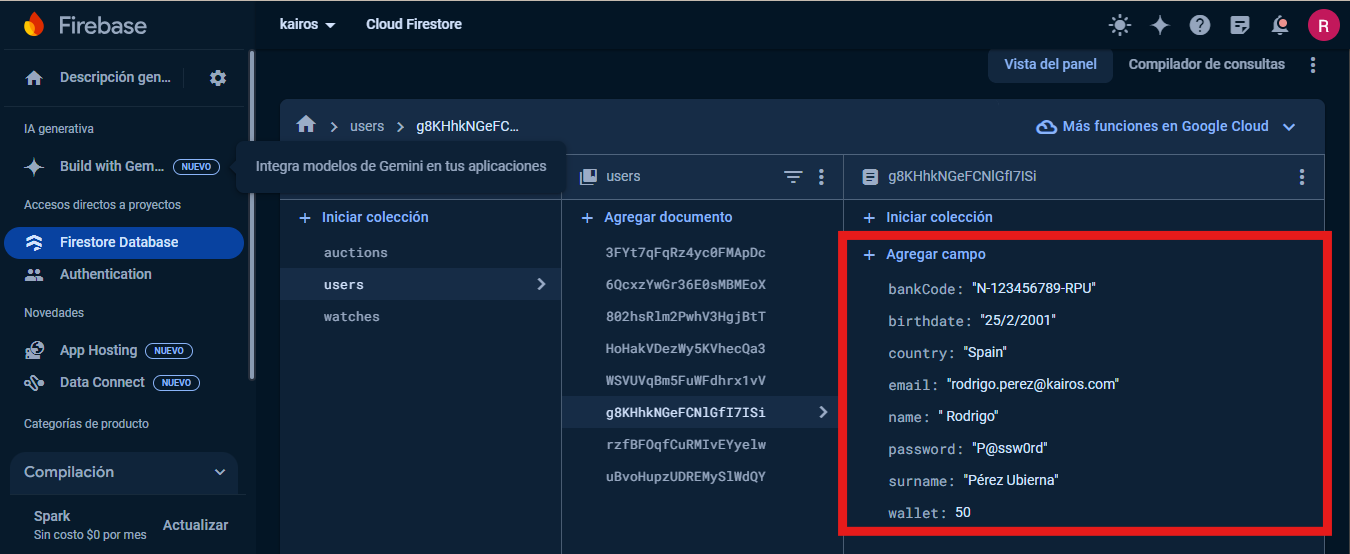 Firebase
kairos
Cloud Firestore
R
Descripción gen...
Vista del panel
Compilador de consultas
IA generativa
Build with Gem... NUEVO
Integra modelos de Gemini en tus aplicaciones
Accesos directos a proyectos
Firestore Database
Authentication
Novedades
App Hosting NUEVO
Data Connect NUEVO
Categorías de producto
Compilación
Spark
Sin costo $0 por mes
Actualizar
users
g8KHhkNGeFC...
Más funciones en Google Cloud
+ Iniciar colección
auctions
users
watches
users
+ Agregar documento
3FYt7qFqRz4yc0FMApDc
6QcxzYwGr36E0sMBMEoX
802hsRlm2PwhV3HgjBtT
HoHakVDezWy5KVhecQa3
WSVUVqBm5FuWFdhrx1vV
g8KHhkNGeFCNlGfI7ISi
rzfBFOqfCuRMIvEYyelw
uBvoHupzUDREMySlWdQY
g8KHhkNGeFCNlGfI7ISi
+ Iniciar colección
+ Agregar campo
bankCode: "N-123456789-RPU"
birthdate: "25/2/2001"
country: "Spain"
email: "rodrigo.perez@kairos.com"
name: " Rodrigo"
password: "P@ssw0rd"
surname: "Pérez Ubierna"
wallet: 50